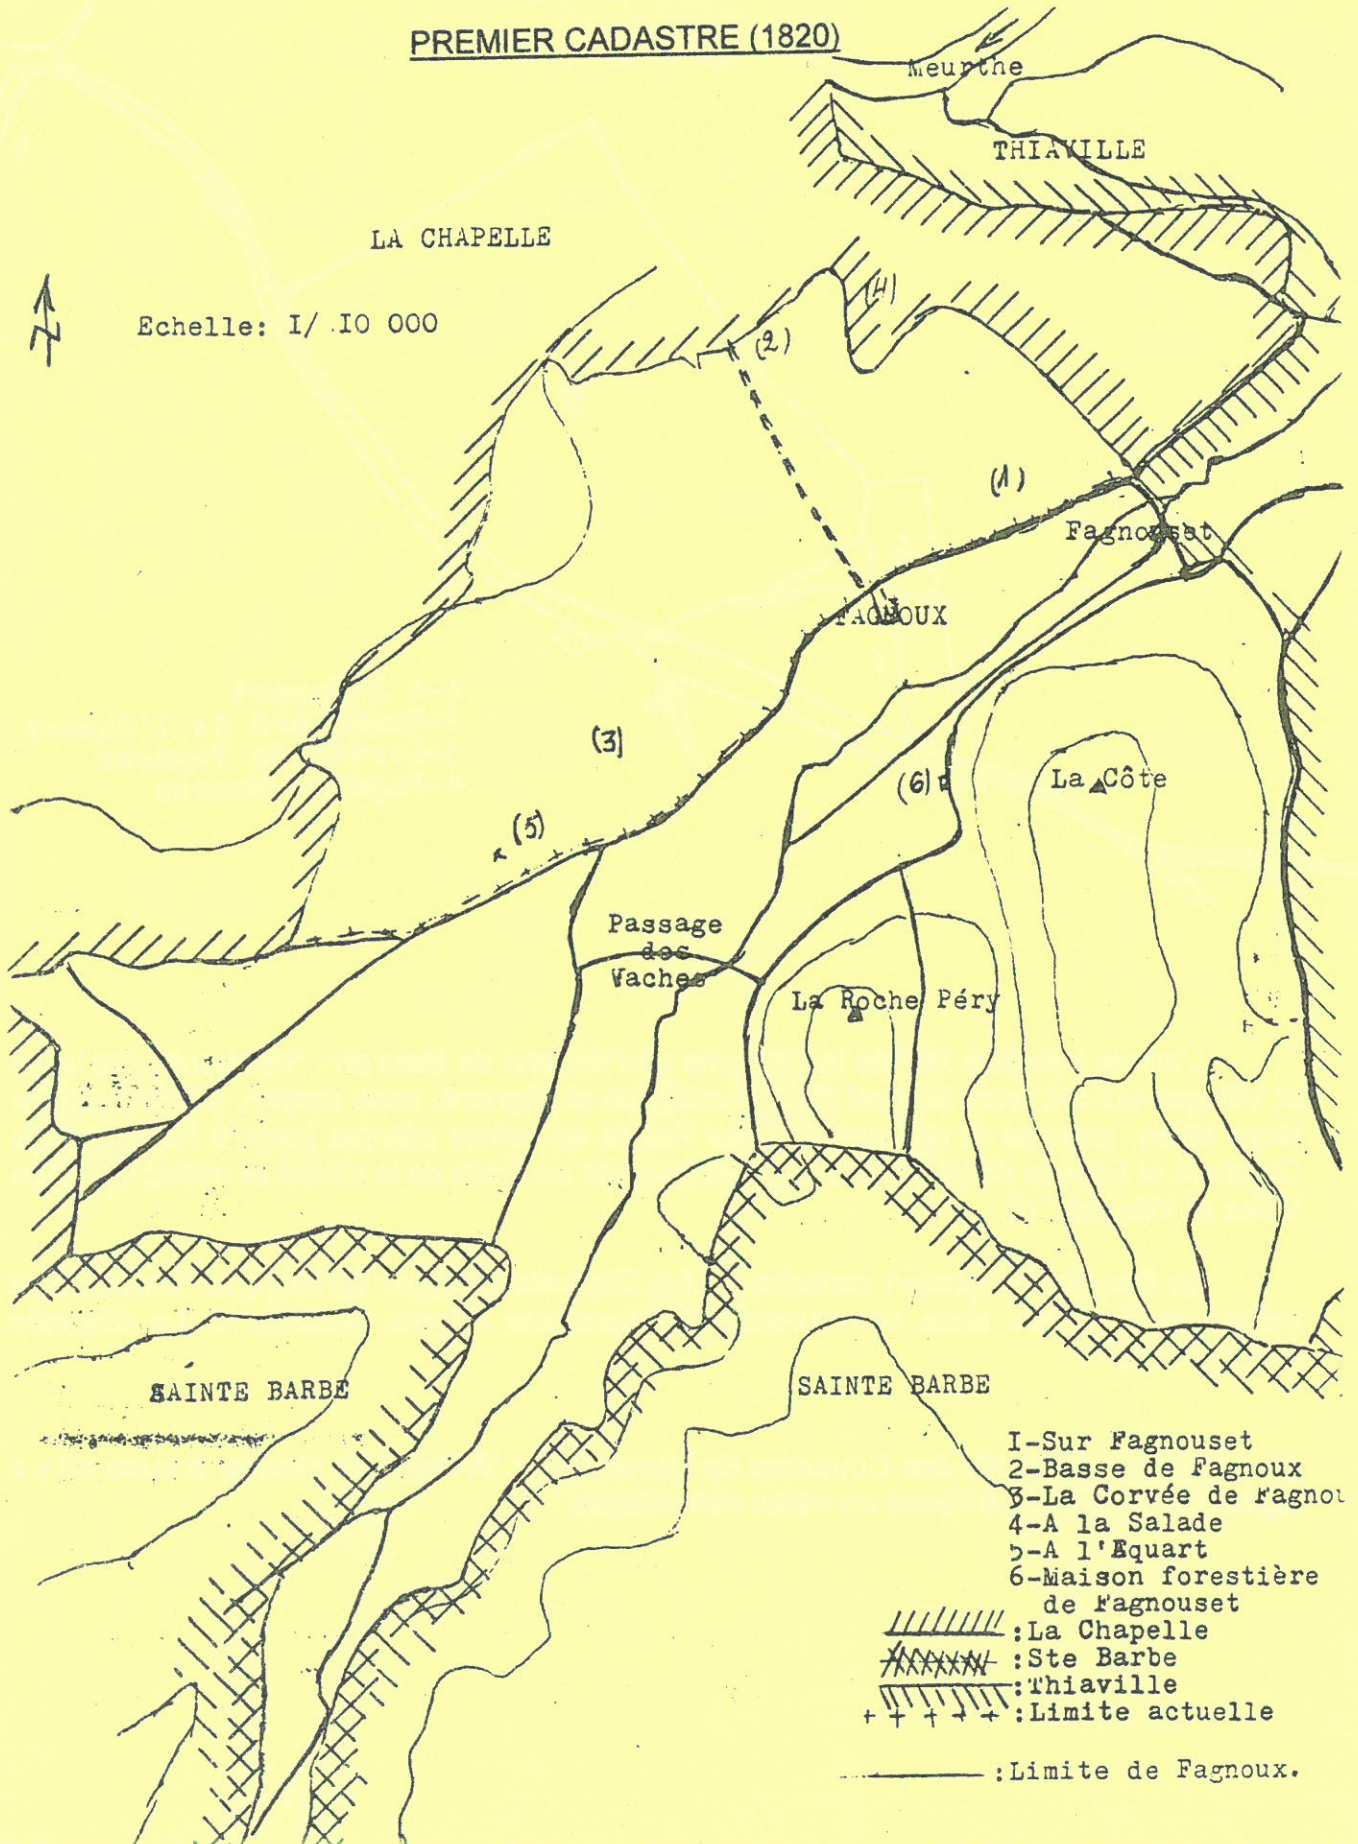 PREMIER CADASTRE (1820)
Meurthe
THIAVILLE
LA CHAPELLE
N
Echelle: I/ IO 000
(4)
(2)
(1)
Fagnouset
FAGNOUX
(3)
(6)
La Côte
(5)
Passage
des
Vaches
La Roche Péry
SAINTE BARBE
SAINTE BARBE
I-Sur Fagnouset
2-Basse de Fagnoux
3-La Corvée de Fagnou
4-A la Salade
5-A l'Equart
6-Maison forestière
de Fagnouset
:La Chapelle
:Ste Barbe
:Thiaville
+ + + + + :Limite actuelle
:Limite de Fagnoux.